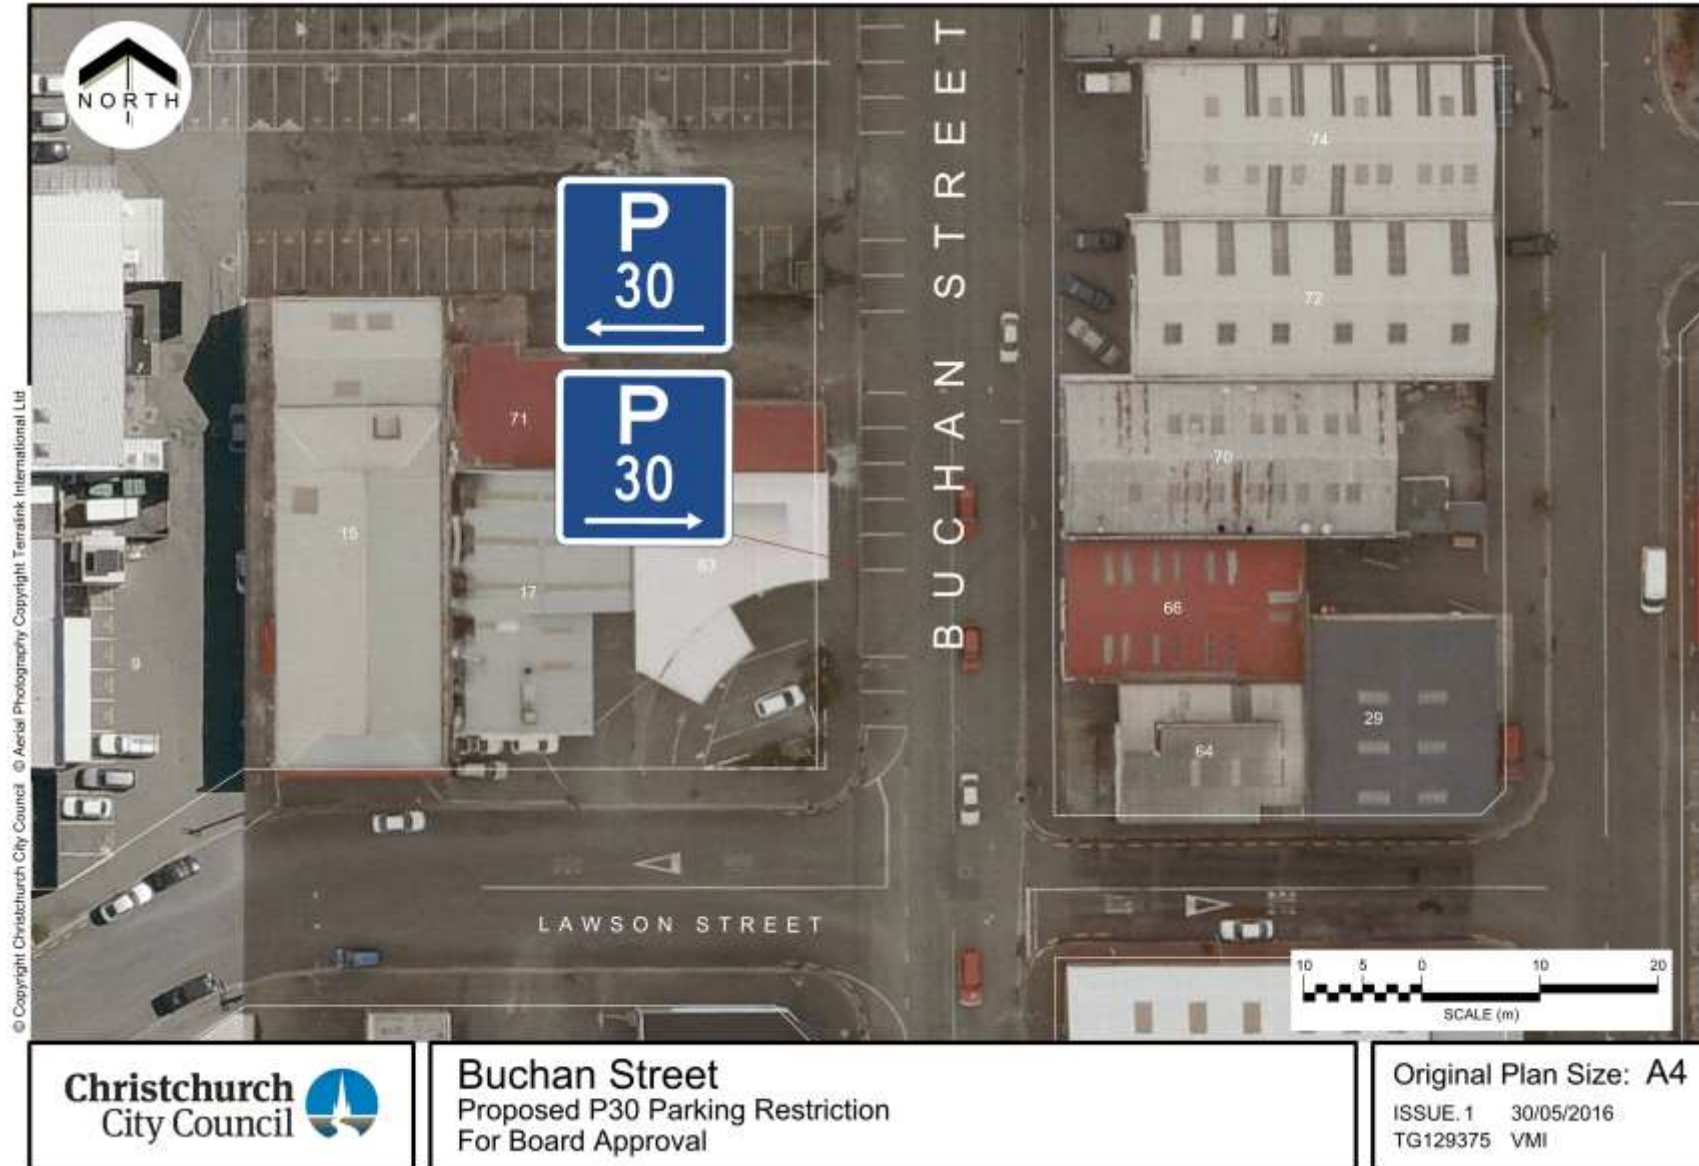 NORTH
BUCHAN STREET
74
P
30
72
P
30
71
70
15
63
17
66
9
29
64
LAWSON STREET
10 5 0 10 20
SCALE (m)
© Copyright Christchurch City Council © Aerial Photography Copyright Terralink International Ltd
Christchurch
City Council
Buchan Street
Proposed P30 Parking Restriction
For Board Approval
Original Plan Size: A4
ISSUE. 1 30/05/2016
TG129375 VMI